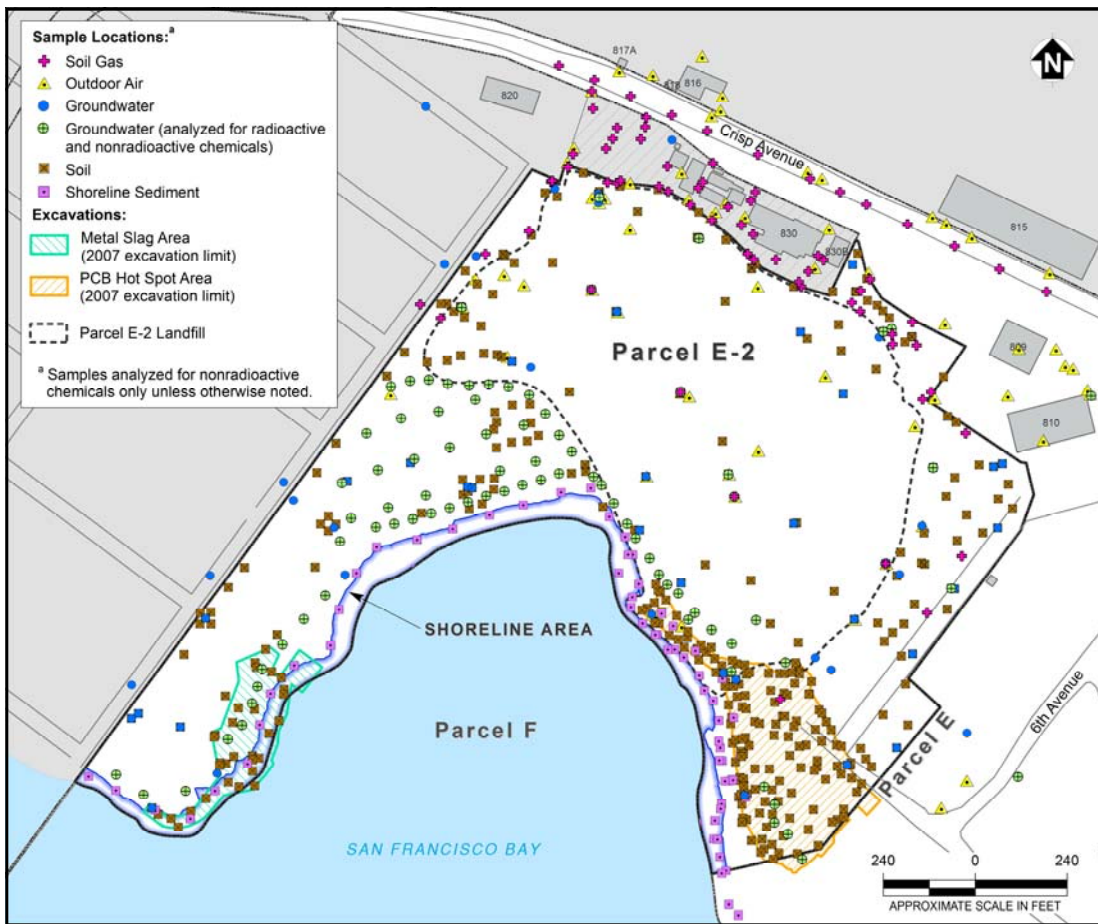 Sample Locations:a
Soil Gas
Outdoor Air
Groundwater
Groundwater (analyzed for radioactive
and nonradioactive chemicals)
Soil
Shoreline Sediment
Excavations:
Metal Slag Area
(2007 excavation limit)
PCB Hot Spot Area
(2007 excavation limit)
Parcel E-2 Landfill
a Samples analyzed for nonradioactive
chemicals only unless otherwise noted.
817A
816
820
N
Crisp Avenue
815
830
830B
809
810
Parcel E-2
SHORELINE AREA
Parcel F
Parcel E
6th Avenue
SAN FRANCISCO BAY
240 0 240
APPROXIMATE SCALE IN FEET